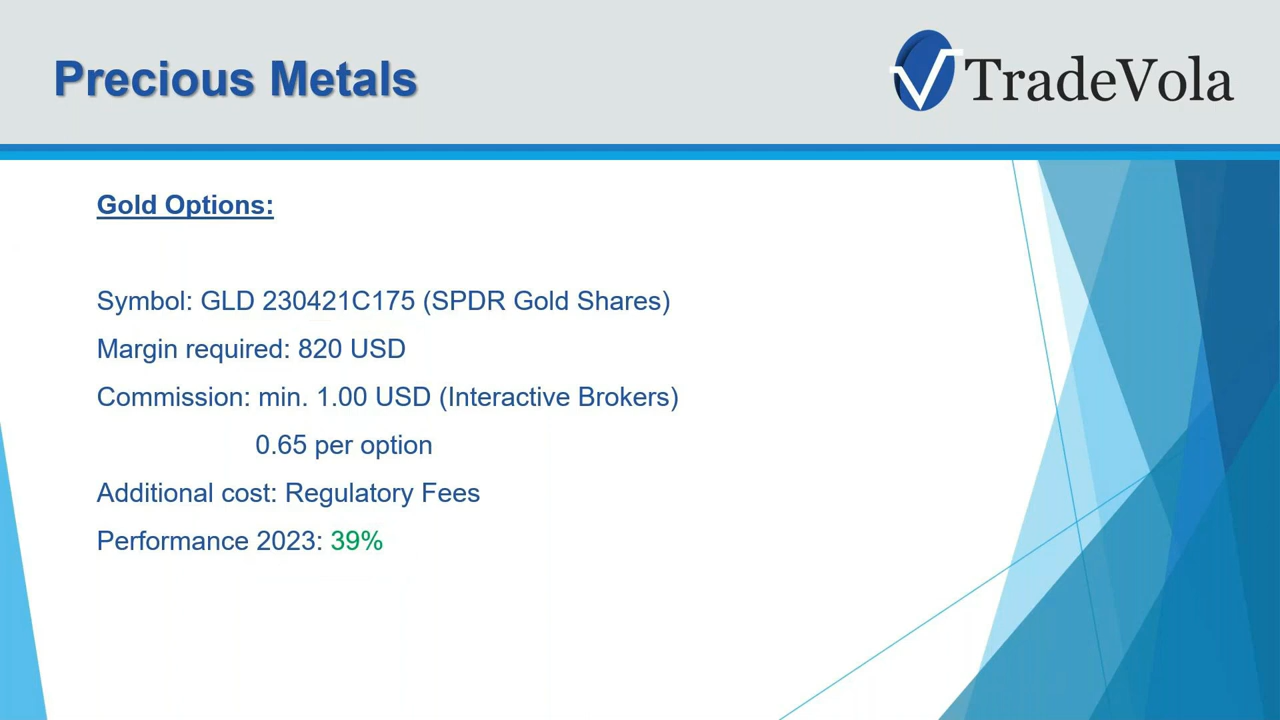 Precious Metals
TradeVola
Gold Options:
Symbol: GLD 230421C175 (SPDR Gold Shares)
Margin required: 820 USD
Commission: min. 1.00 USD (Interactive Brokers)
0.65 per option
Additional cost: Regulatory Fees
Performance 2023: 39%